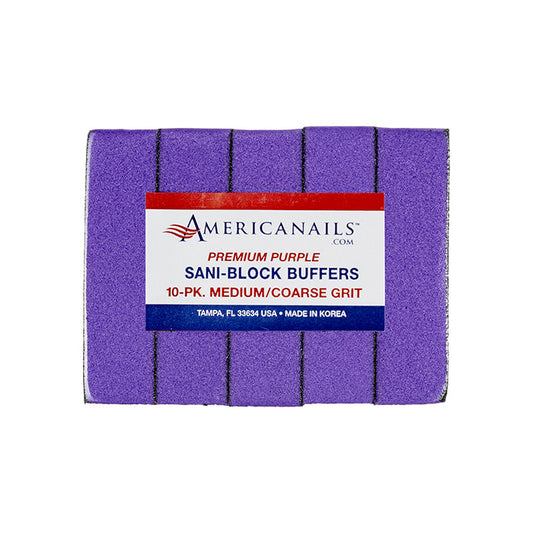 AMERICANAILS™
.COM
PREMIUM PURPLE
SANI-BLOCK BUFFERS
10-PK. MEDIUM/COARSE GRIT
TAMPA, FL 33634 USA • MADE IN KOREA